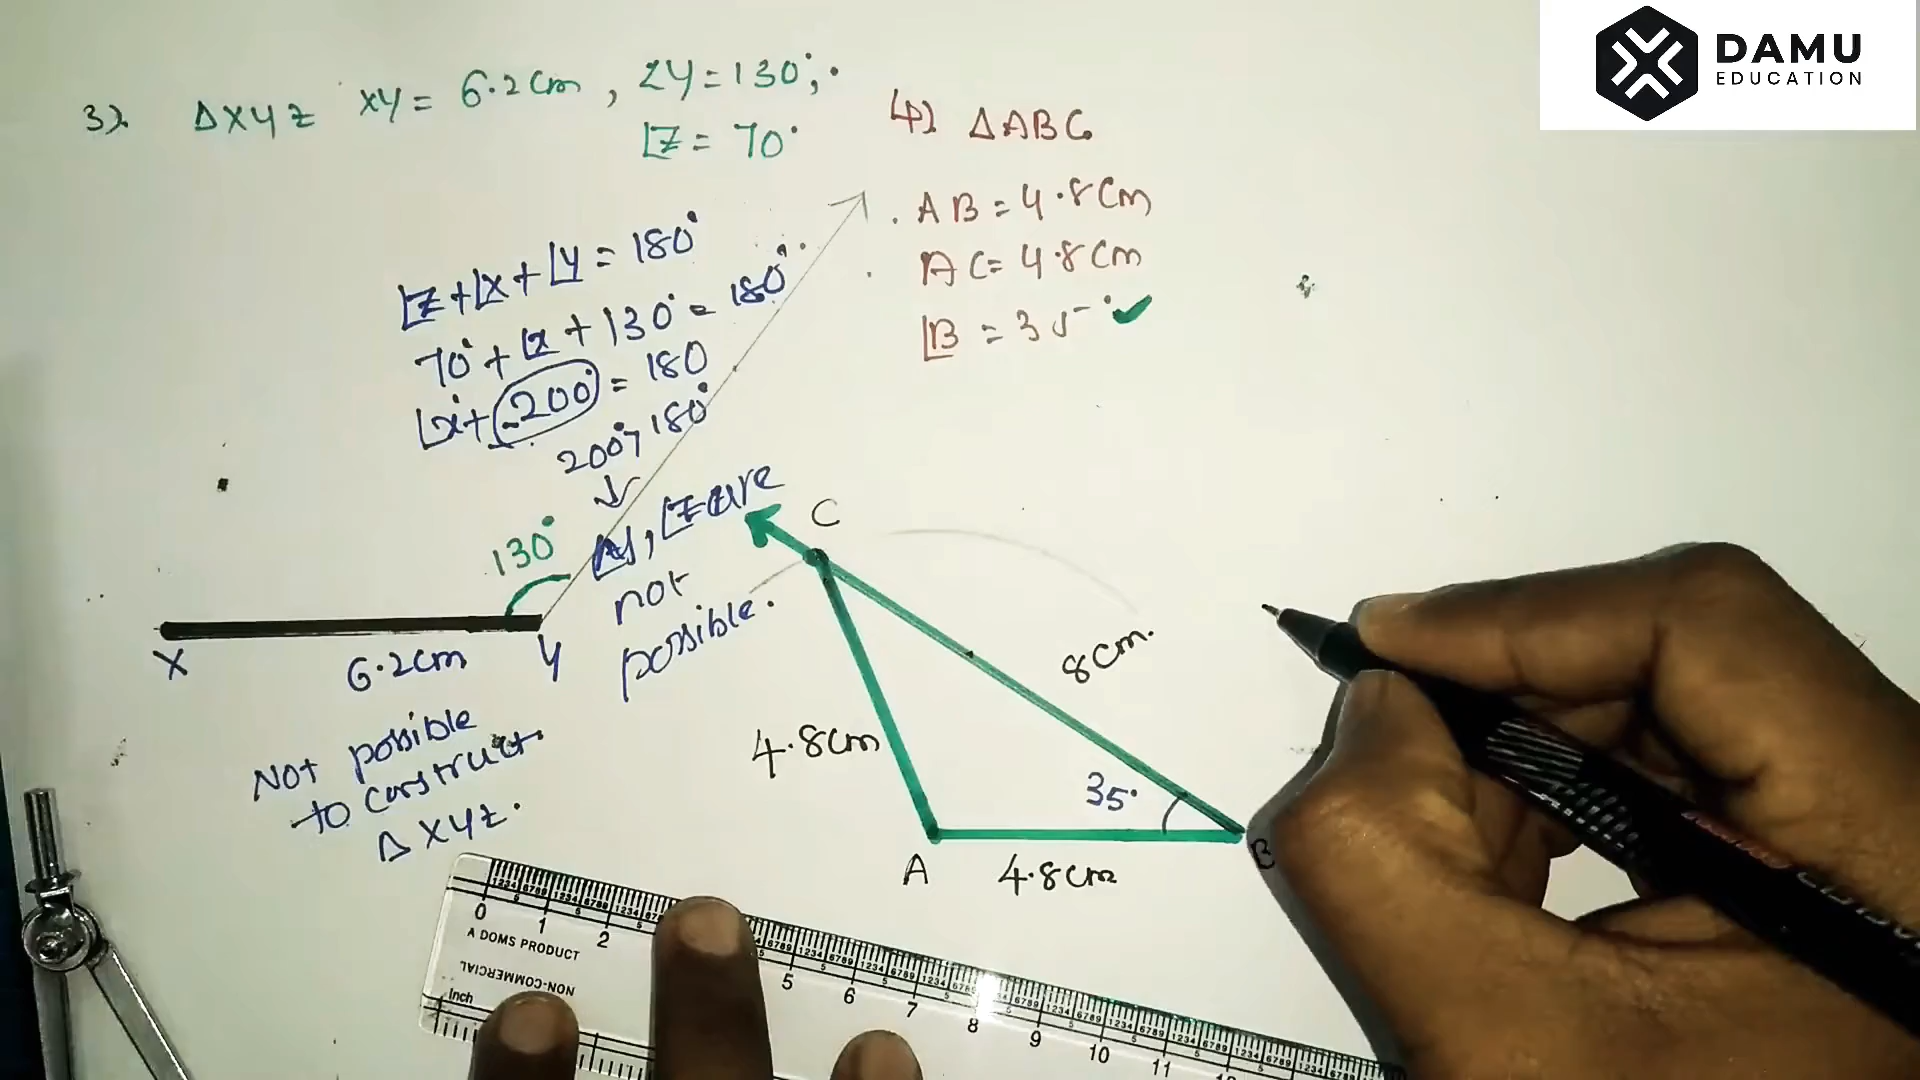 DAMU
EDUCATION
3). ΔXYZ XY = 6.2cm, ∠Y = 130°,
∠Z = 70°
∠Z + ∠X + ∠Y = 180°
70° + ∠x + 130° = 180°
∠x + 200° = 180
200° > 180°
∠Y, ∠Z are
not
possible.
130°
X
6.2cm
Y
Not possible
to construct
Δ XYZ.
4) ΔABC
AB = 4.8cm
AC = 4.8cm
∠B = 35°
C
8cm.
4.8cm
35°
A
4.8cm
B
0 1 2 5 6 7 8 9 10 11
A DOMS PRODUCT
NON-COMMERCIAL
Inch